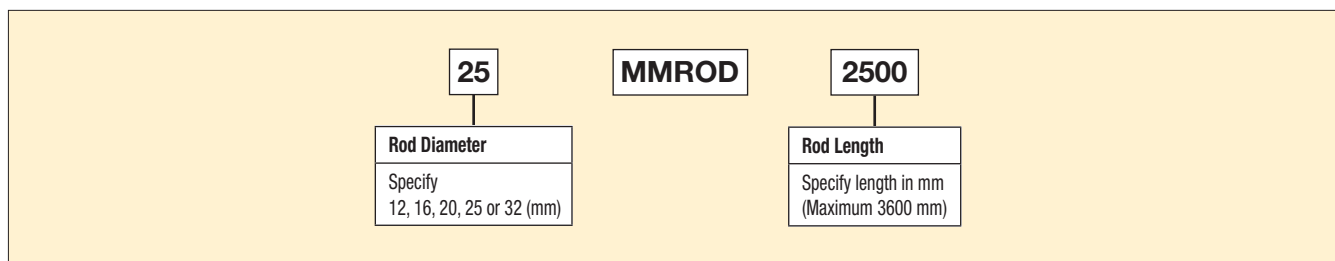 25 MMROD 2500
Rod Diameter
Specify
12, 16, 20, 25 or 32 (mm)
Rod Length
Specify length in mm
(Maximum 3600 mm)